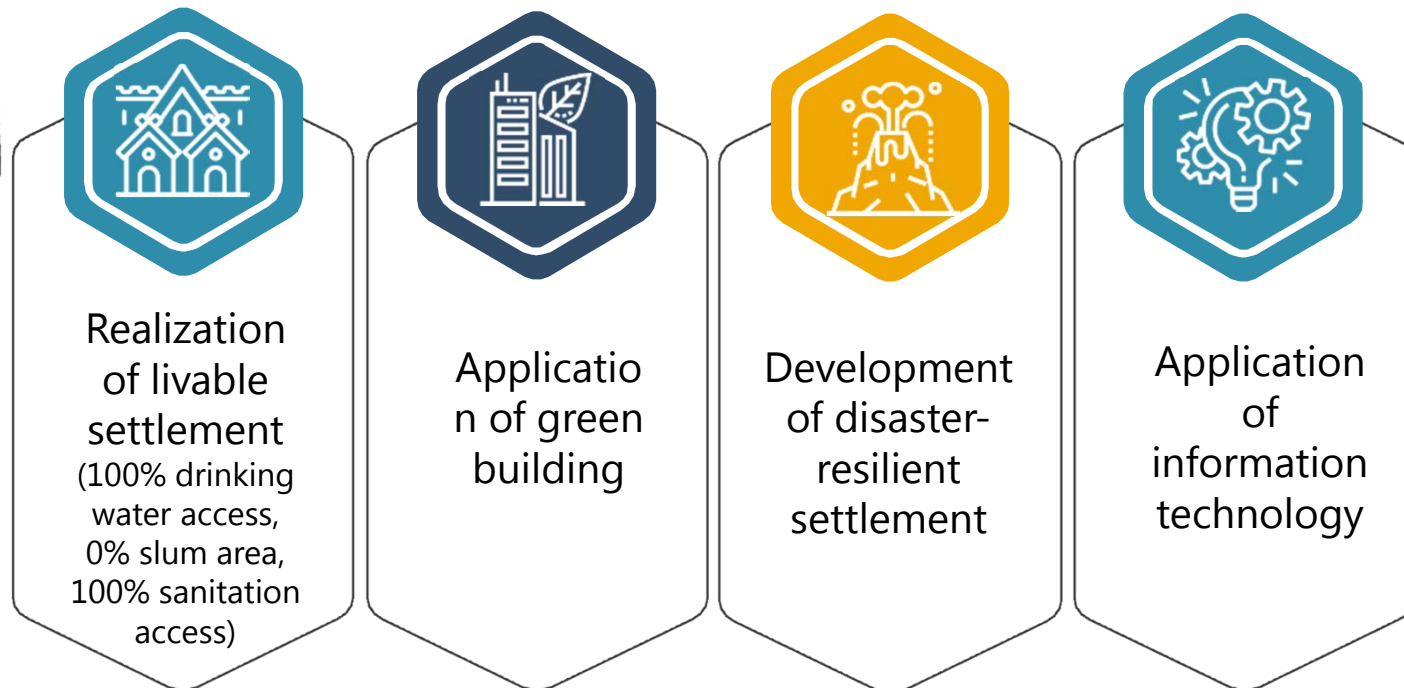 Realization
of livable
settlement
(100% drinking
water access,
0% slum area,
100% sanitation
access)
Applicatio
n of green
building
Development
of disaster-
resilient
settlement
Application
of
information
technology